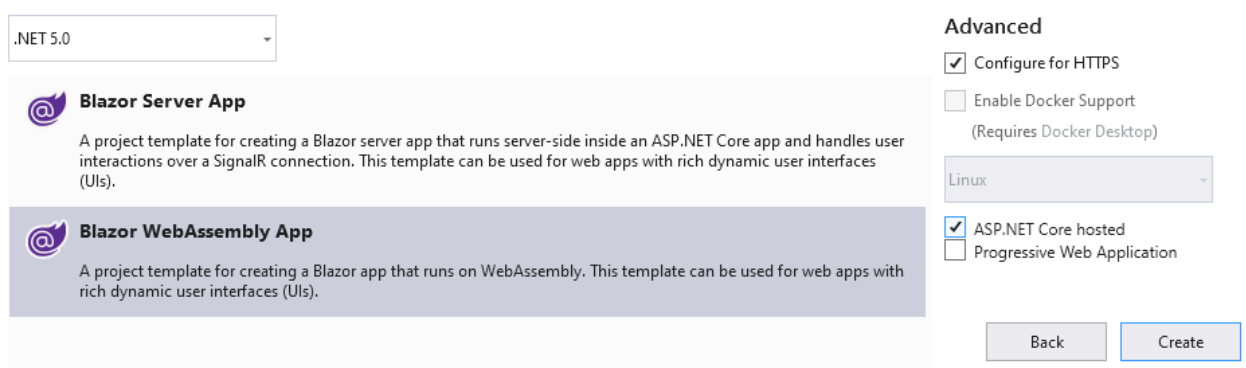 .NET 5.0
Blazor Server App
A project template for creating a Blazor server app that runs server-side inside an ASP.NET Core app and handles user
interactions over a SignalR connection. This template can be used for web apps with rich dynamic user interfaces
(UIs).
Blazor WebAssembly App
A project template for creating a Blazor app that runs on WebAssembly. This template can be used for web apps with
rich dynamic user interfaces (UIs).
Advanced
Configure for HTTPS
Enable Docker Support
(Requires Docker Desktop)
Linux
ASP.NET Core hosted
Progressive Web Application
Back
Create